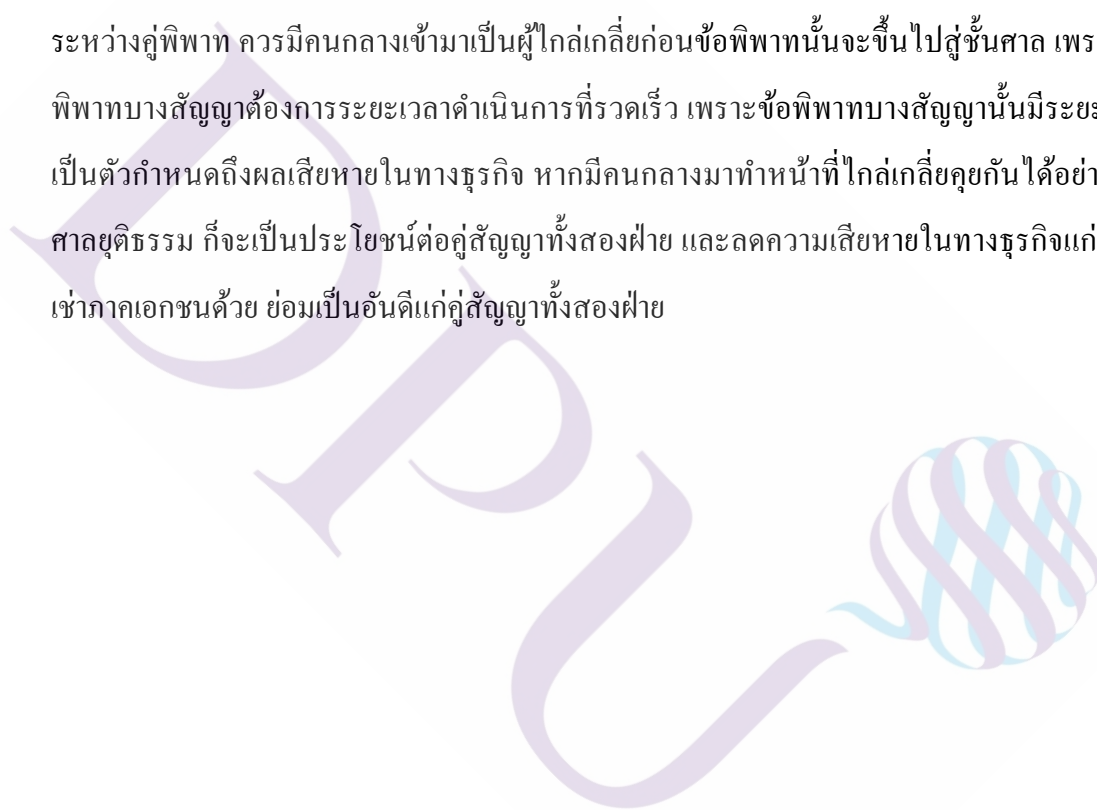 ระหว่างคู่พิพาท ควรมีคนกลางเข้ามาเป็นผู้ไกล่เกลี่ยก่อนข้อพิพาทนั้นจะขึ้นไปสู่ชั้นศาล เพร
พิพาทบางสัญญาต้องการระยะเวลาดำเนินการที่รวดเร็ว เพราะข้อพิพาทบางสัญญานั้นมีระยะ
เป็นตัวกำหนดถึงผลเสียหายในทางธุรกิจ หากมีคนกลางมาทำหน้าที่ไกล่เกลี่ยคุยกันได้อย่า
ศาลยุติธรรม ก็จะเป็นประโยชน์ต่อคู่สัญญาทั้งสองฝ่าย และลดความเสียหายในทางธุรกิจแก่
เช่าภาคเอกชนด้วย ย่อมเป็นอันดีแก่คู่สัญญาทั้งสองฝ่าย
DPU